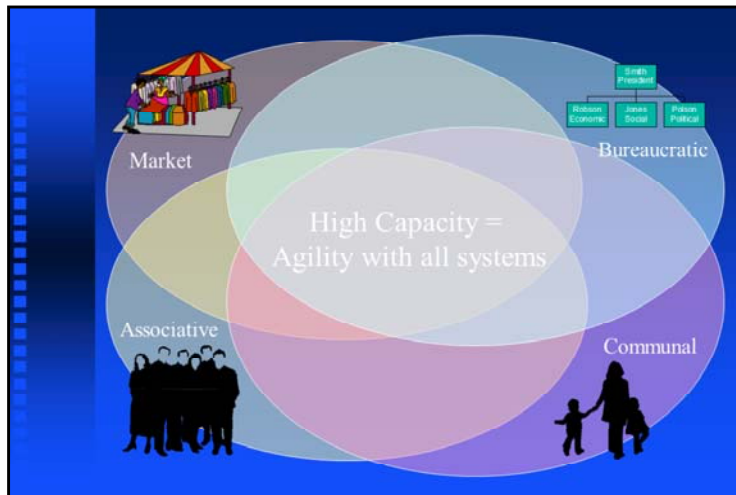 Market
Smith
President
Robson
Economic
Jones
Social
Polson
Political
Bureaucratic
High Capacity =
Agility with all systems
Associative
Communal